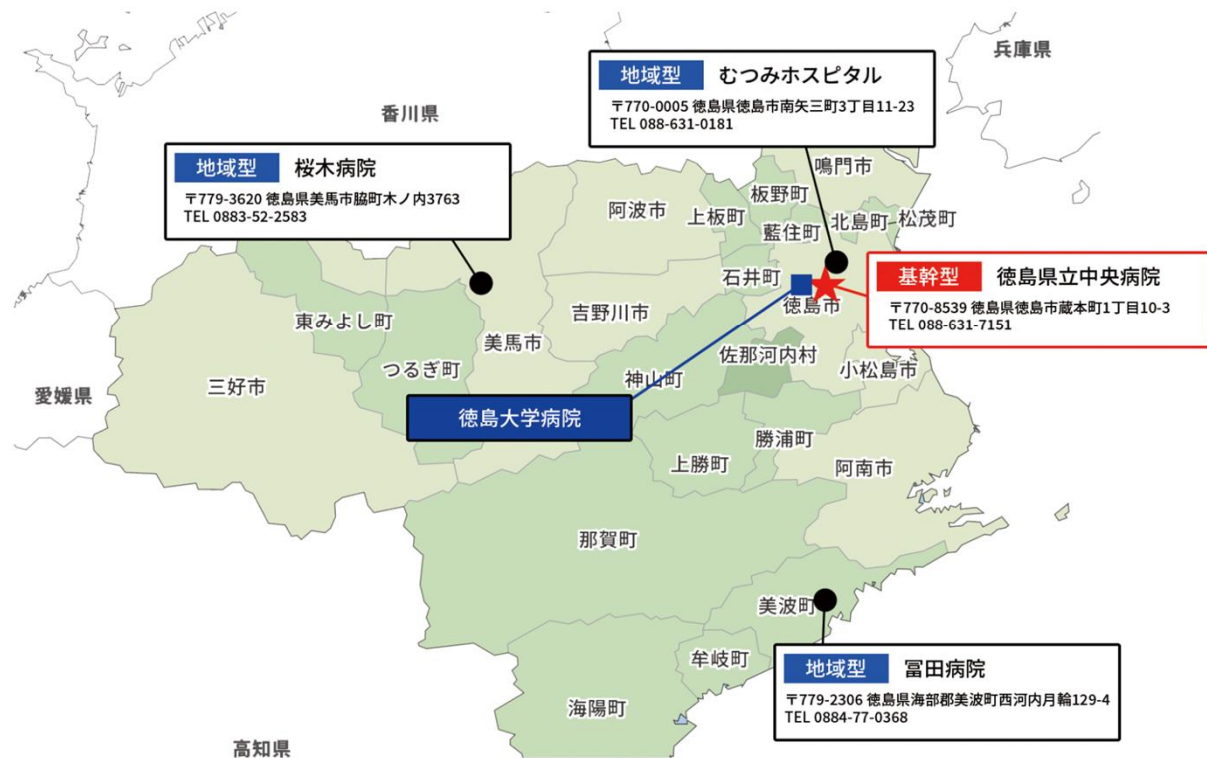 兵庫県
地域型 むつみホスピタル
〒770-0005 徳島県徳島市南矢三町3丁目11-23
TEL 088-631-0181
香川県
地域型 桜木病院
〒779-3620 徳島県美馬市脇町木ノ内3763
TEL 0883-52-2583
鳴門市
板野町
阿波市
上板町
北島町
松茂町
藍住町
石井町
基幹型 徳島県立中央病院
〒770-8539 徳島県徳島市蔵本町1丁目10-3
TEL 088-631-7151
徳島市
吉野川市
東みよし町
美馬市
佐那河内村
つるぎ町
小松島市
神山町
三好市
愛媛県
徳島大学病院
勝浦町
上勝町
阿南市
那賀町
美波町
牟岐町
地域型 冨田病院
〒779-2306 徳島県海部郡美波町西河内月輪129-4
TEL 0884-77-0368
海陽町
高知県